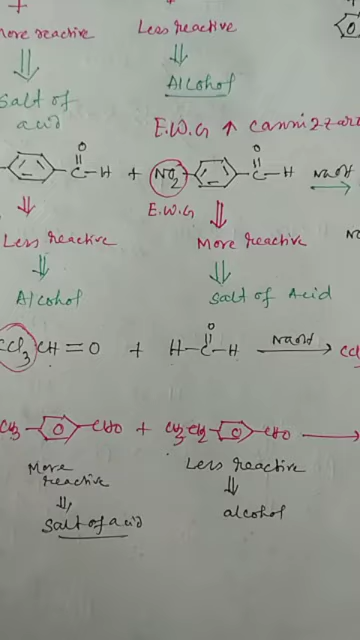 More reactive Less reactive
Alcohol
Salt of
acid
E.W.G ↑ Cannizzaro
C-H + NO2 C-H NaOH
O O
E.W.G
Less reactive More reactive
Alcohol Salt of Acid
CCl3 CH = O + H-C-H NaOH
O
CH3 CHO + CH3CH2 CHO
More Less reactive
reactive
alcohol
Salt of acid